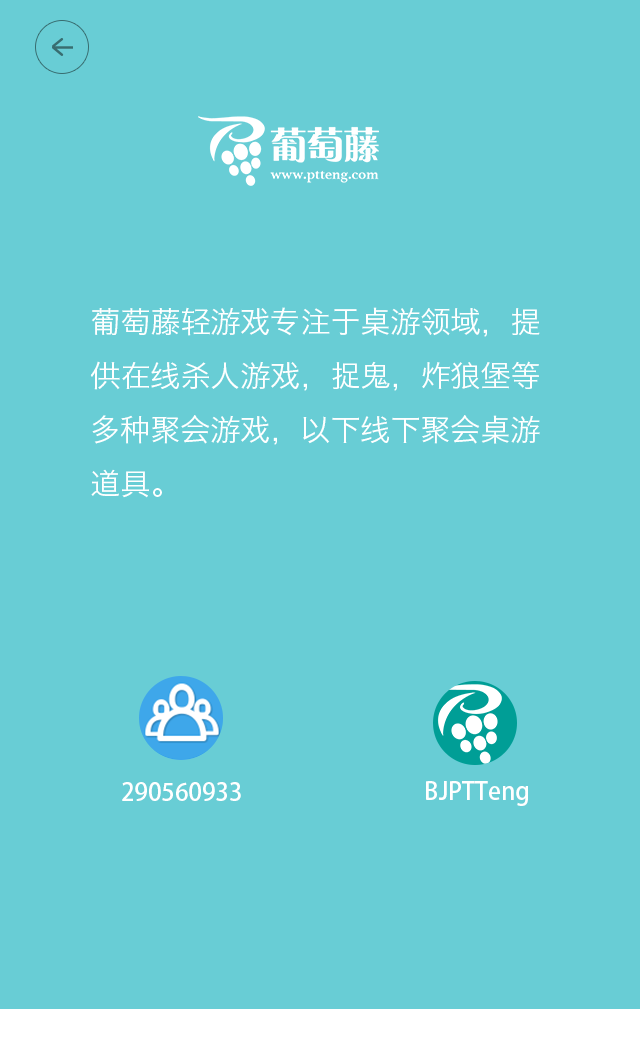 葡萄藤
www.ptteng.com
葡萄藤轻游戏专注于桌游领域，提
供在线杀人游戏，捉鬼，炸狼堡等
多种聚会游戏，以下线下聚会桌游
道具。
290560933
BJPTTeng